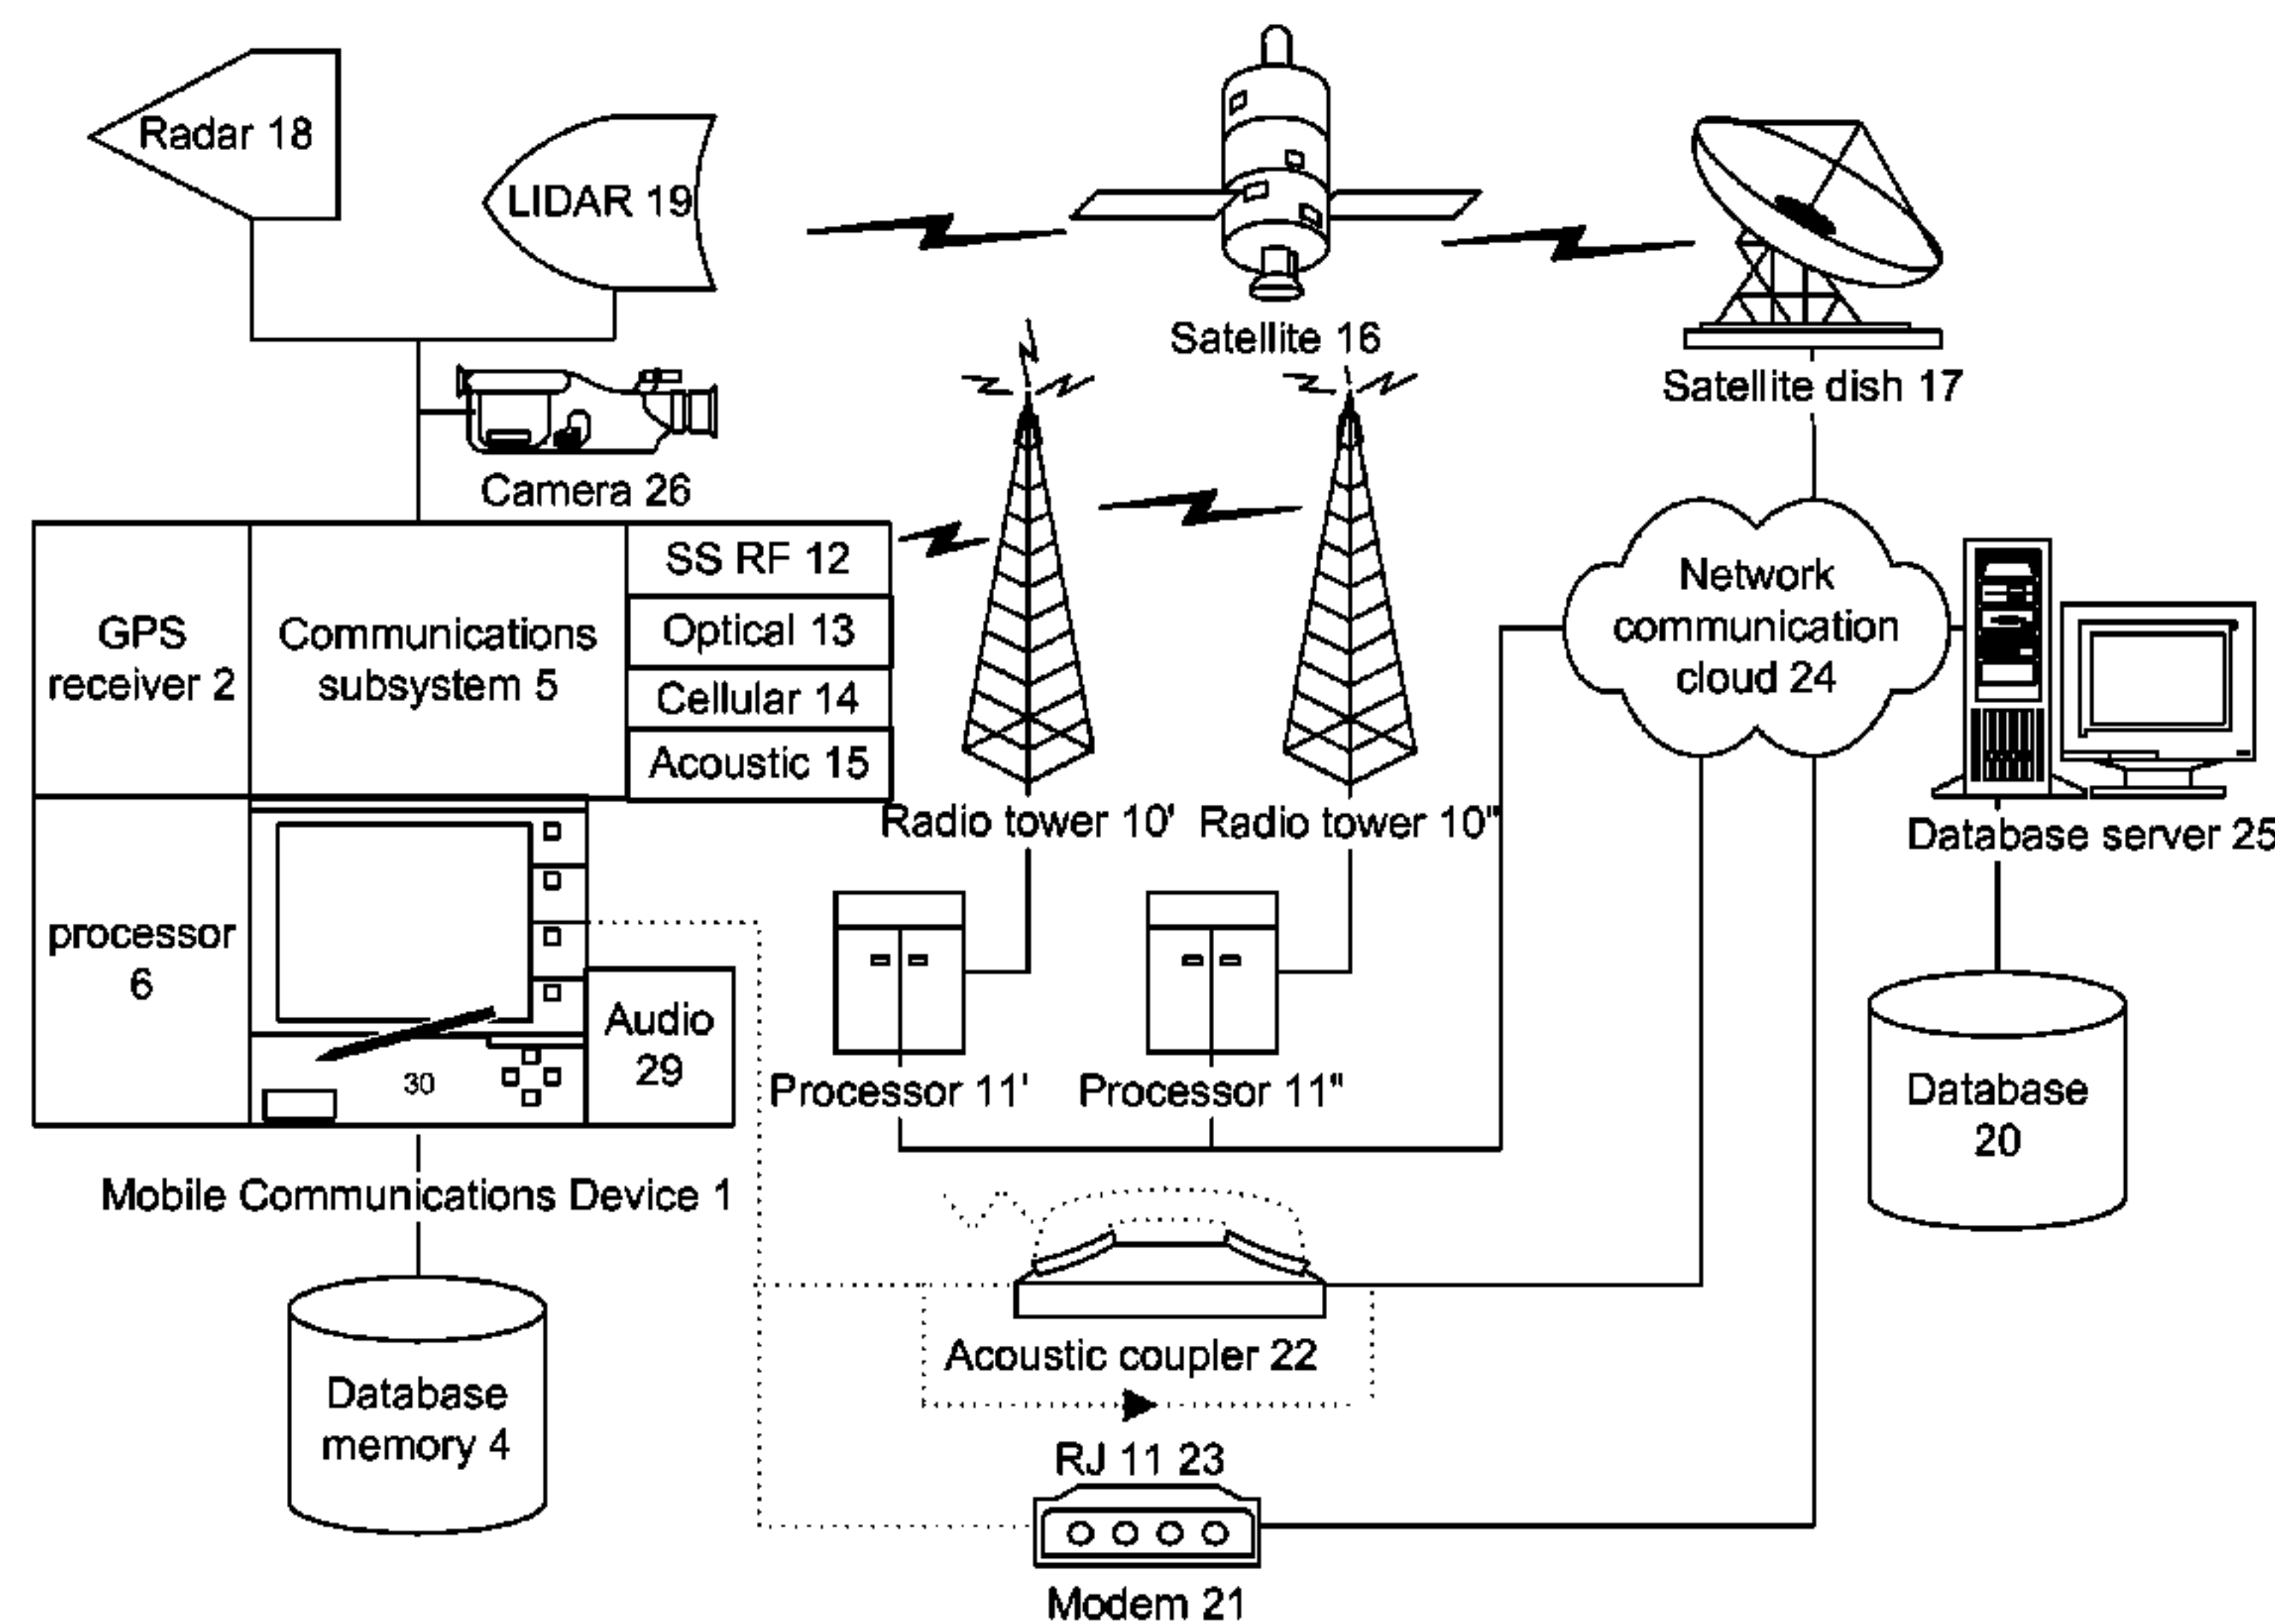 Radar 18
LIDAR 19
Satellite 16
Satellite dish 17
Camera 26
GPS
receiver 2
Communications
subsystem 5
SS RF 12
Optical 13
Cellular 14
Acoustic 15
Network
communication
cloud 24
Radio tower 10'
Radio tower 10"
Database server 25
processor
6
Audio
29
30
Processor 11'
Processor 11"
Database
20
Mobile Communications Device 1
Database
memory 4
Acoustic coupler 22
RJ 11 23
Modem 21